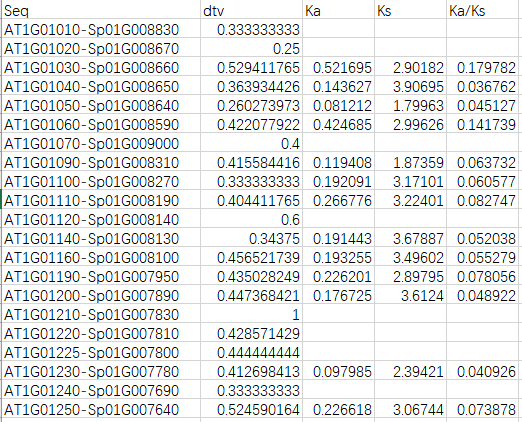 Seq dtv Ka Ks Ka/Ks
AT1G01010-Sp01G008830 0.333333333
AT1G01020-Sp01G008670 0.25
AT1G01030-Sp01G008660 0.529411765 0.521695 2.90182 0.179782
AT1G01040-Sp01G008650 0.363934426 0.143627 3.90695 0.036762
AT1G01050-Sp01G008640 0.260273973 0.081212 1.79963 0.045127
AT1G01060-Sp01G008590 0.422077922 0.424685 2.99626 0.141739
AT1G01070-Sp01G009000 0.4
AT1G01090-Sp01G008310 0.415584416 0.119408 1.87359 0.063732
AT1G01100-Sp01G008270 0.333333333 0.192091 3.17101 0.060577
AT1G01110-Sp01G008190 0.404411765 0.266776 3.22401 0.082747
AT1G01120-Sp01G008140 0.6
AT1G01140-Sp01G008130 0.34375 0.191443 3.67887 0.052038
AT1G01160-Sp01G008100 0.456521739 0.193255 3.49602 0.055279
AT1G01190-Sp01G007950 0.435028249 0.226201 2.89795 0.078056
AT1G01200-Sp01G007890 0.447368421 0.176725 3.6124 0.048922
AT1G01210-Sp01G007830 1
AT1G01220-Sp01G007810 0.428571429
AT1G01225-Sp01G007800 0.444444444
AT1G01230-Sp01G007780 0.412698413 0.097985 2.39421 0.040926
AT1G01240-Sp01G007690 0.333333333
AT1G01250-Sp01G007640 0.524590164 0.226618 3.06744 0.073878